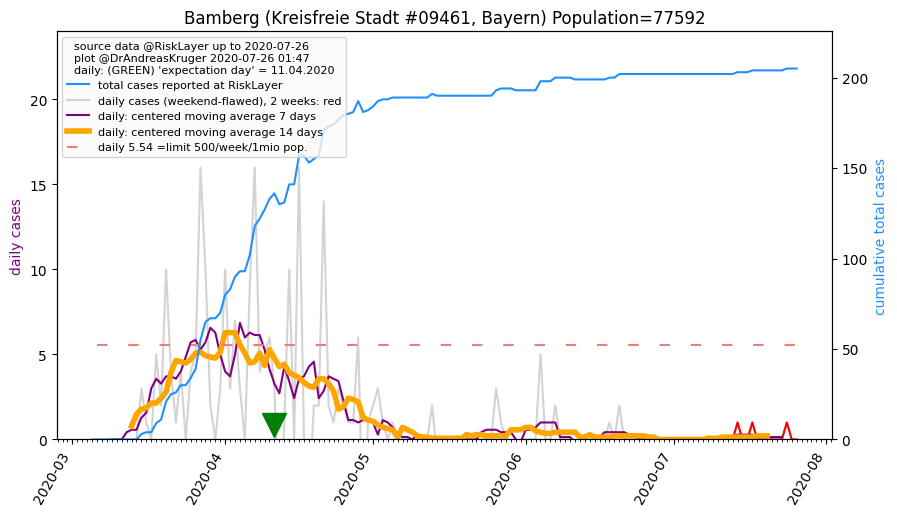 Bamberg (Kreisfreie Stadt #09461, Bayern) Population=77592
source data @RiskLayer up to 2020-07-26
plot @DrAndreasKruger 2020-07-26 01:47
daily: (GREEN) 'expectation day' = 11.04.2020
total cases reported at RiskLayer
daily cases (weekend-flawed), 2 weeks: red
daily: centered moving average 7 days
daily: centered moving average 14 days
daily 5.54 =limit 500/week/1mio pop.
daily cases
20
15
10
5
0
cumulative total cases
200
150
100
50
0
2020-03
2020-04
2020-05
2020-06
2020-07
2020-08